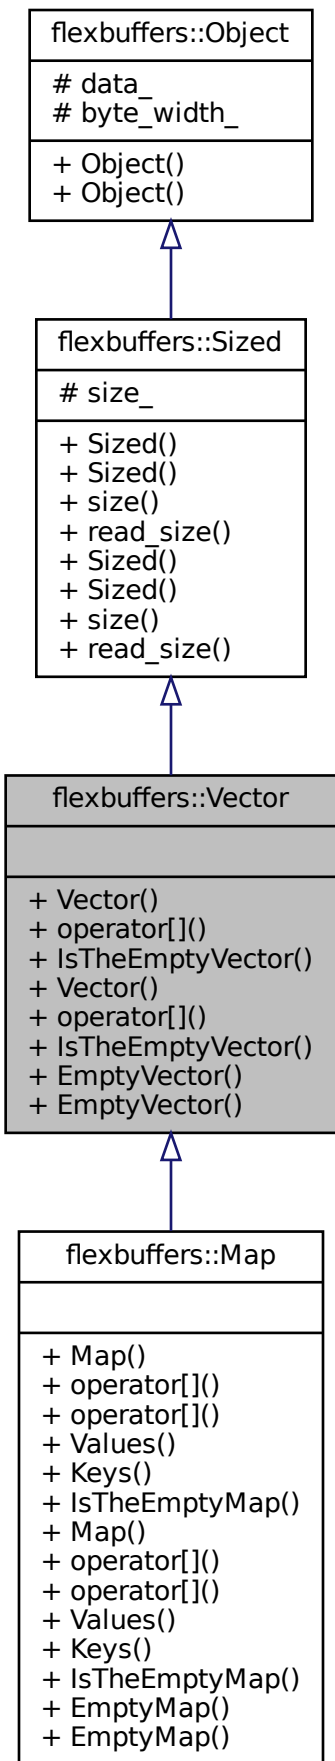 flexbuffers::Object
# data_
# byte_width_
+ Object()
+ Object()
flexbuffers::Sized
# size_
+ Sized()
+ Sized()
+ size()
+ read_size()
+ Sized()
+ Sized()
+ size()
+ read_size()
flexbuffers::Vector
+ Vector()
+ operator[]()
+ IsTheEmptyVector()
+ Vector()
+ operator[]()
+ IsTheEmptyVector()
+ EmptyVector()
+ EmptyVector()
flexbuffers::Map
+ Map()
+ operator[]()
+ operator[]()
+ Values()
+ Keys()
+ IsTheEmptyMap()
+ Map()
+ operator[]()
+ operator[]()
+ Values()
+ Keys()
+ IsTheEmptyMap()
+ EmptyMap()
+ EmptyMap()